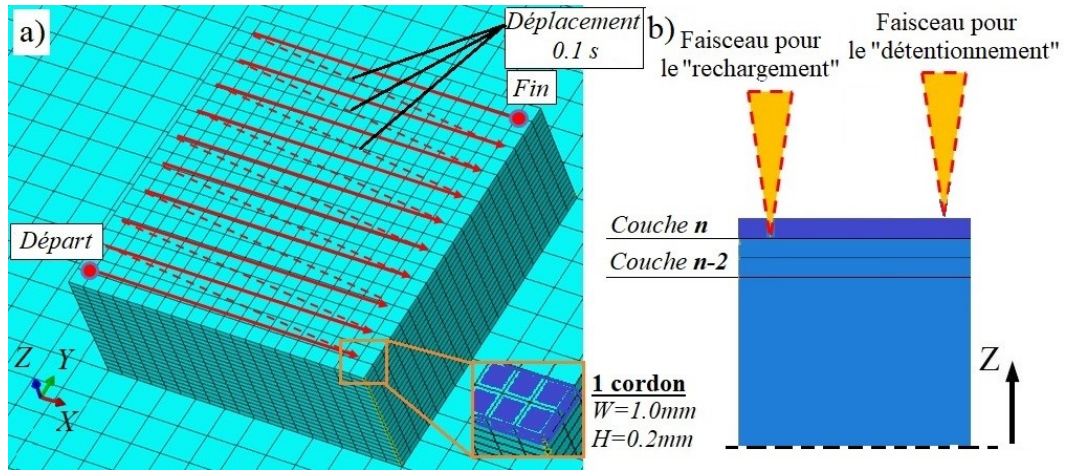 a)
Déplacement
0.1 s
Fin
Départ
Z
Y
X
1 cordon
W=1.0mm
H=0.2mm
b)
Faisceau pour
le "rechargement"
Faisceau pour
le "détentionnement"
Couche n
Couche n-2
Z